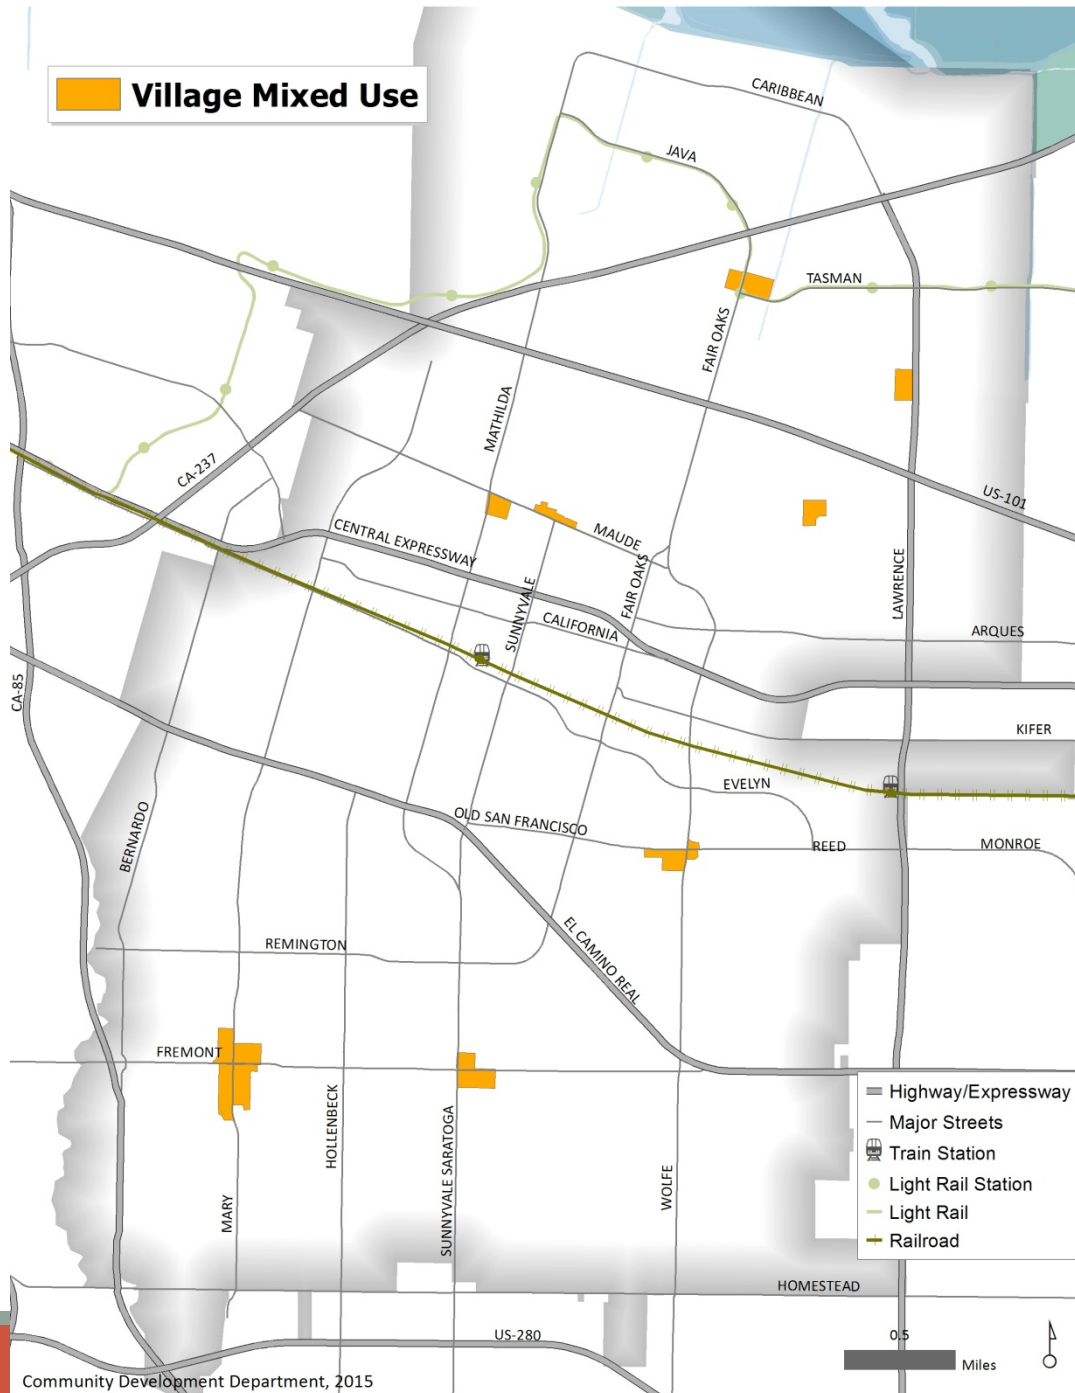 Village Mixed Use
CARIBBEAN
JAVA
TASMAN
FAIR OAKS
MATHILDA
CA-237
US-101
CENTRAL EXPRESSWAY
MAUDE
FAIR OAKS
SUNNYVALE
CALIFORNIA
LAWRENCE
ARQUES
CA-85
KIFER
EVELYN
BERNARDO
OLD SAN FRANCISCO
REED
MONROE
REMINGTON
EL CAMINO REAL
FREMONT
HOLLENBECK
SUNNYVALE SARATOGA
MARY
WOLFE
Highway/Expressway
Major Streets
Train Station
Light Rail Station
Light Rail
Railroad
HOMESTEAD
US-280
0.5
Miles
Community Development Department, 2015